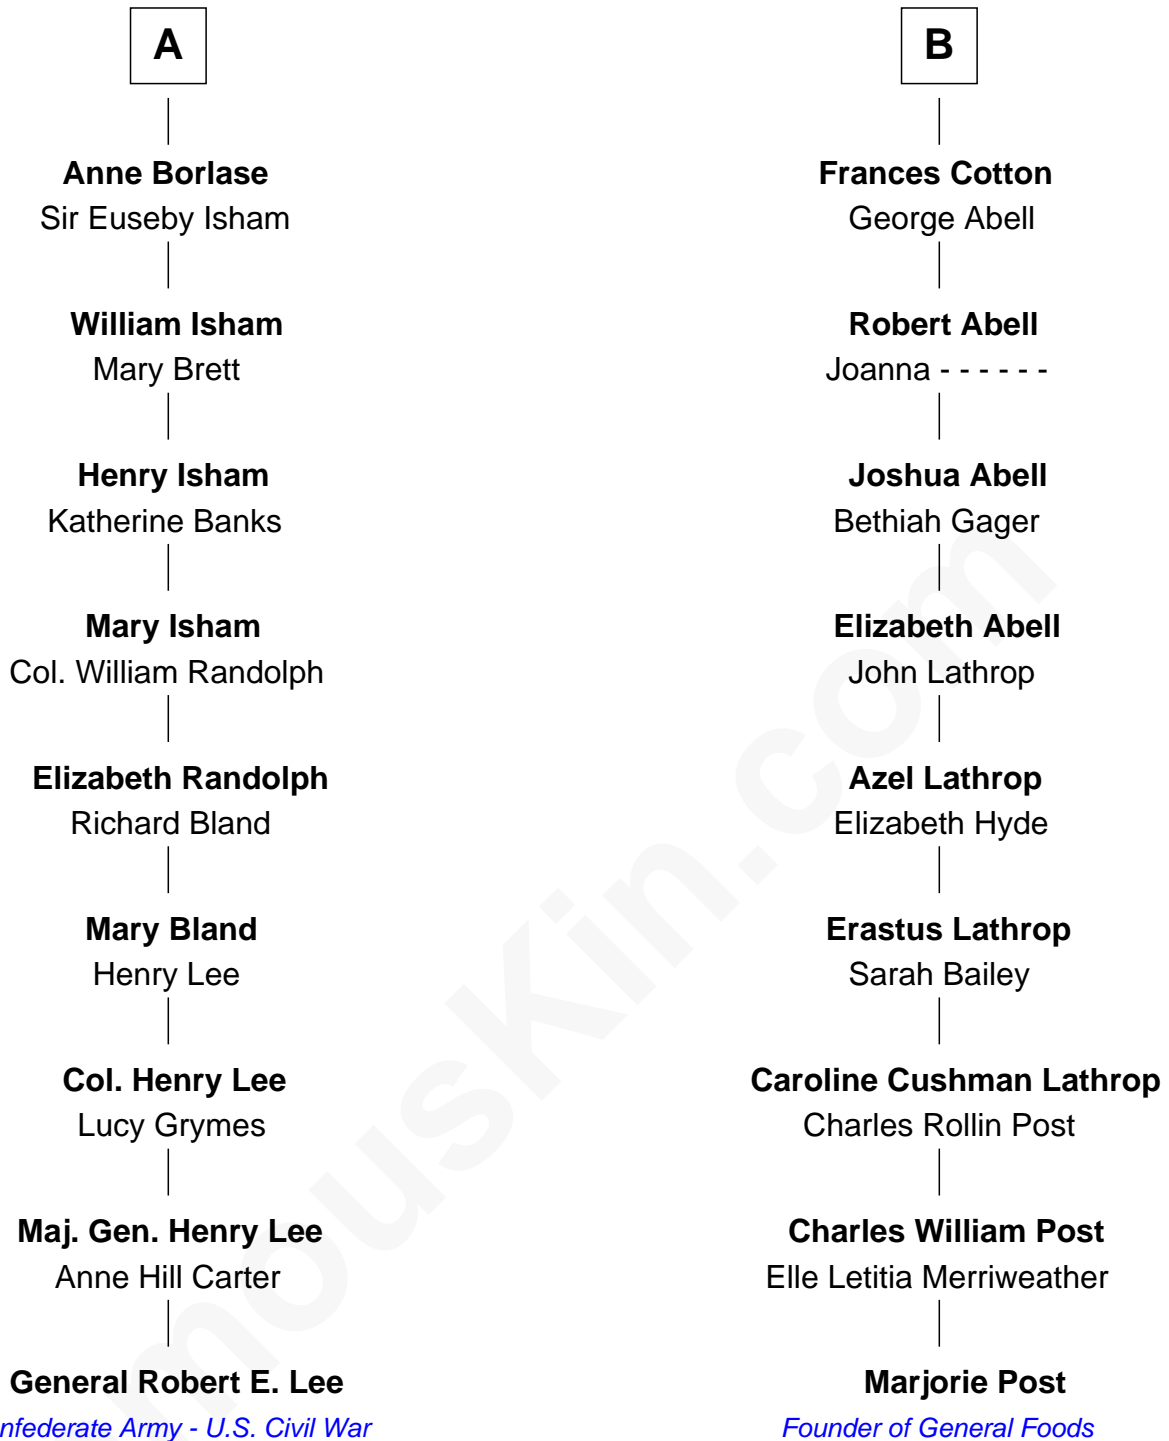 A
Anne Borlase
Sir Euseby Isham
William Isham
Mary Brett
Henry Isham
Katherine Banks
Mary Isham
Col. William Randolph
Elizabeth Randolph
Richard Bland
Mary Bland
Henry Lee
Col. Henry Lee
Lucy Grymes
Maj. Gen. Henry Lee
Anne Hill Carter
General Robert E. Lee
nfederate Army - U.S. Civil War
B
Frances Cotton
George Abell
Robert Abell
Joanna - - - - - -
Joshua Abell
Bethiah Gager
Elizabeth Abell
John Lathrop
Azel Lathrop
Elizabeth Hyde
Erastus Lathrop
Sarah Bailey
Caroline Cushman Lathrop
Charles Rollin Post
Charles William Post
Elle Letitia Merriweather
Marjorie Post
Founder of General Foods
mousKin.com